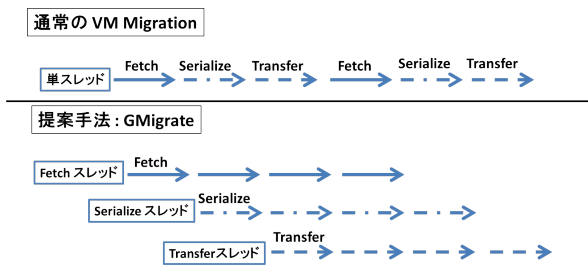 通常の VM Migration
Fetch Serialize Transfer Fetch Serialize Transfer
単スレッド
提案手法 : GMigrate
Fetch
Fetch スレッド
Serialize
Serialize スレッド
Transfer
Transferスレッド